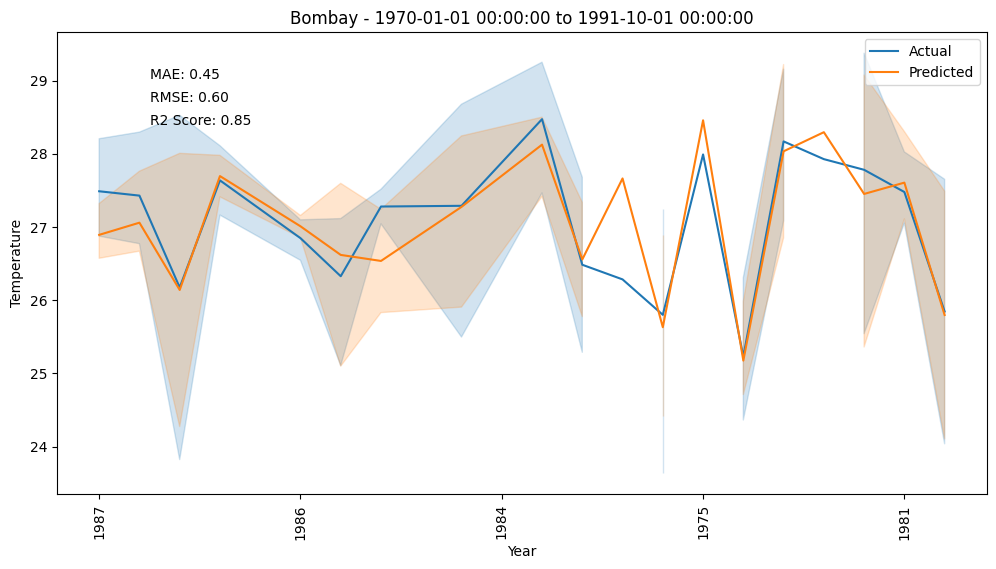 Bombay - 1970-01-01 00:00:00 to 1991-10-01 00:00:00
Actual
Predicted
MAE: 0.45
RMSE: 0.60
R2 Score: 0.85
Temperature
29
28
27
26
25
24
1987
1986
1984
1975
1981
Year